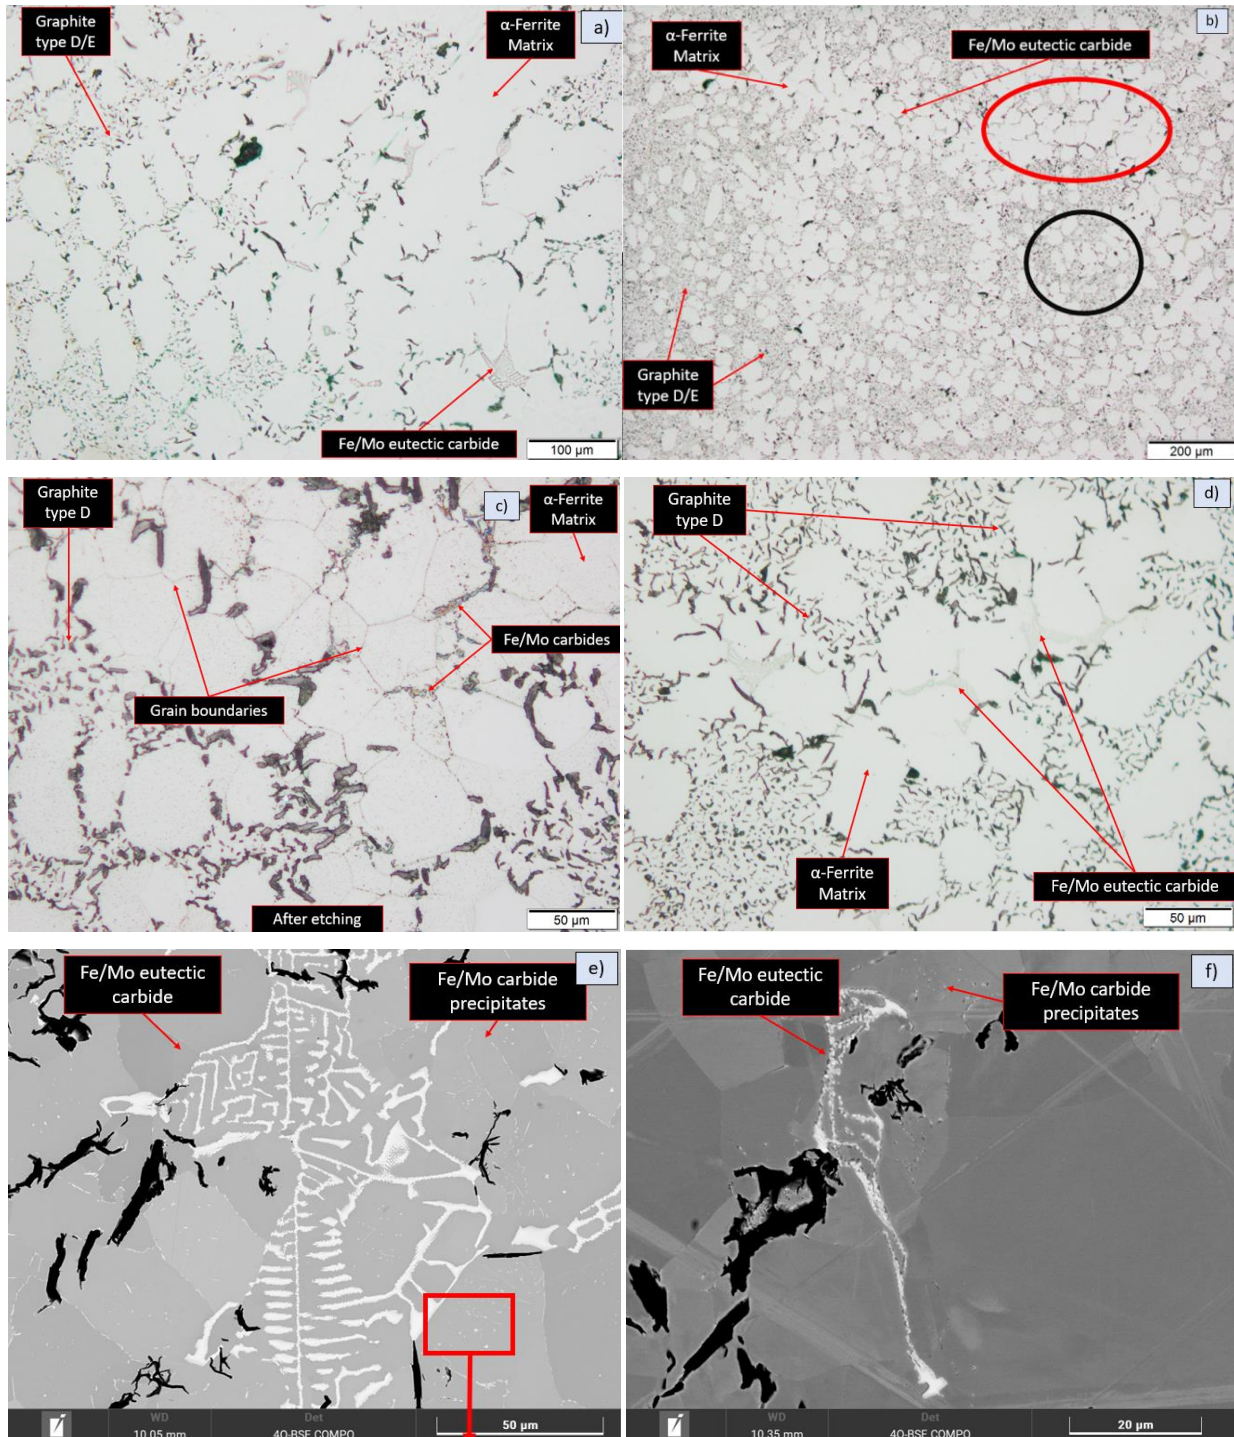 Graphite
type D/E
α-Ferrite
Matrix
a)
Fe/Mo eutectic carbide
100 µm
α-Ferrite
Matrix
Fe/Mo eutectic carbide
b)
Graphite
type D/E
200 µm
Graphite
type D
c)
α-Ferrite
Matrix
Fe/Mo carbides
Grain boundaries
After etching
50 µm
Graphite
type D
d)
α-Ferrite
Matrix
Fe/Mo eutectic carbide
50 µm
Fe/Mo eutectic
carbide
Fe/Mo carbide
precipitates
e)
WD
10.05 mm
Det
4Q-BSE COMPO
50 µm
Fe/Mo eutectic
carbide
Fe/Mo carbide
precipitates
f)
WD
10.35 mm
Det
4Q-BSE COMPO
20 µm